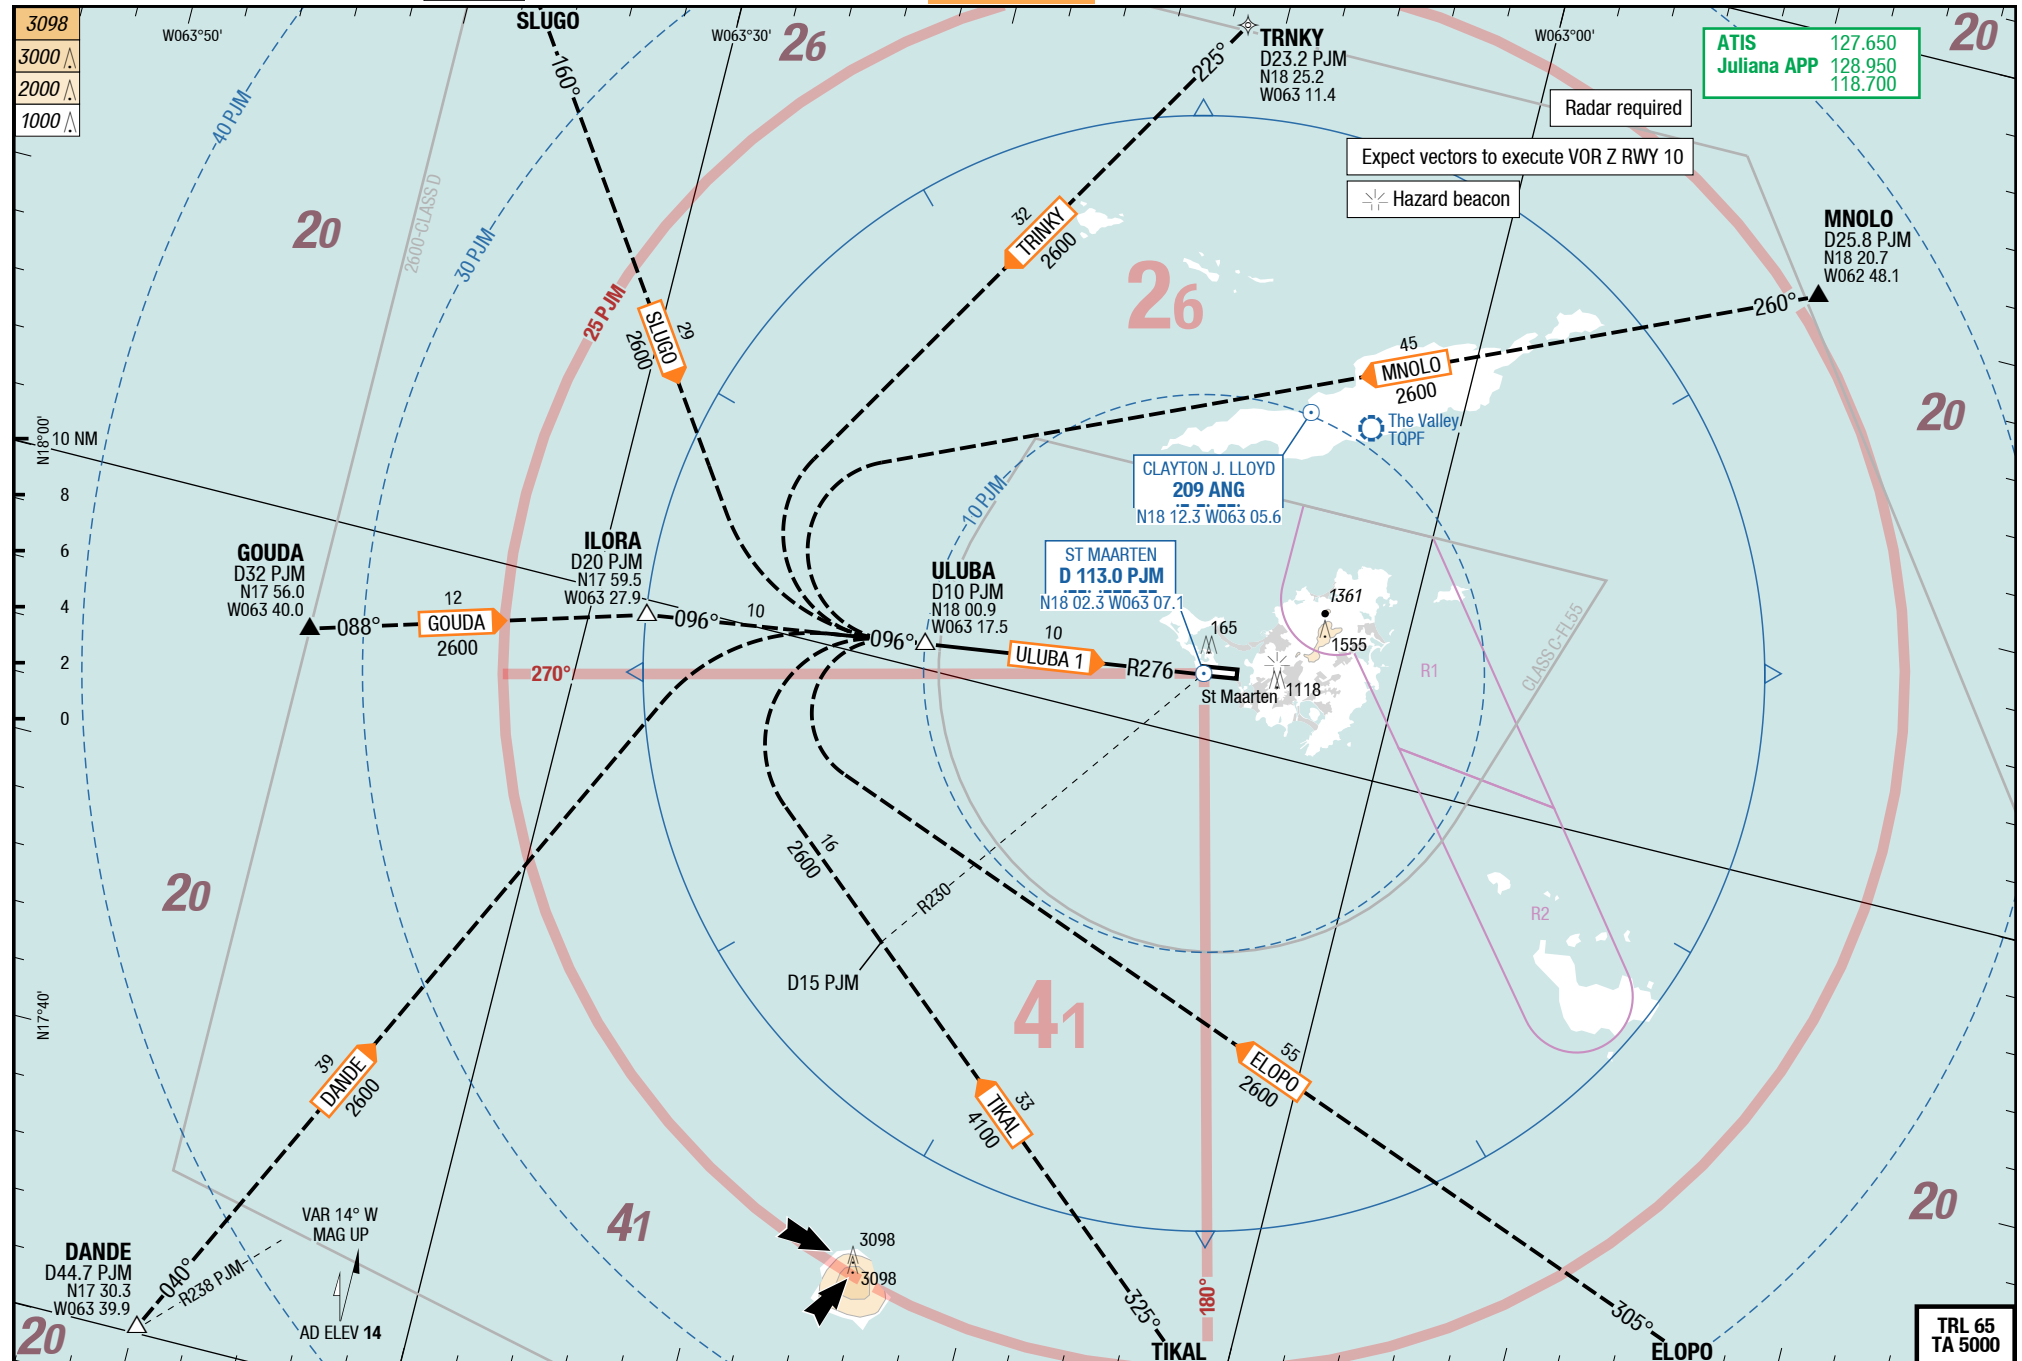 3098
3000
2000
1000
W063°50'
SLUGO
W063°30'
26
TRNKY
D23.2 PJM
N18 25.2
W063 11.4
W063°00'
ATIS 127.650
Juliana APP 128.950
118.700
20
Radar required
Expect vectors to execute VOR Z RWY 10
Hazard beacon
160°
225°
40 PJM
2600-CLASS D
30 PJM
20
25 PJM
32
TRINKY
2600
26
MNOLO
D25.8 PJM
N18 20.7
W062 48.1
260°
29
SLUGO
2600
45
MNOLO
2600
20
The Valley
TQPF
N18°00'
10 NM
8
6
4
2
0
CLAYTON J. LLOYD
209 ANG
N18 12.3 W063 05.6
10 PJM
GOUDA
D32 PJM
N17 56.0
W063 40.0
088°
12
GOUDA
2600
ILORA
D20 PJM
N17 59.5
W063 27.9
096°
10
096°
ULUBA
D10 PJM
N18 00.9
W063 17.5
ST MAARTEN
D 113.0 PJM
N18 02.3 W063 07.1
10
ULUBA 1
R276
165
1361
1555
1118
St Maarten
R1
CLASS C-FL55
270°
16
2600
R230
D15 PJM
20
R2
41
N17°40'
39
DANDE
2600
33
TIKAL
4100
55
ELOPO
2600
41
20
VAR 14° W
MAG UP
AD ELEV 14
DANDE
D44.7 PJM
N17 30.3
W063 39.9
040°
R238 PJM
20
3098
3098
180°
325°
TIKAL
305°
ELOPO
TRL 65
TA 5000